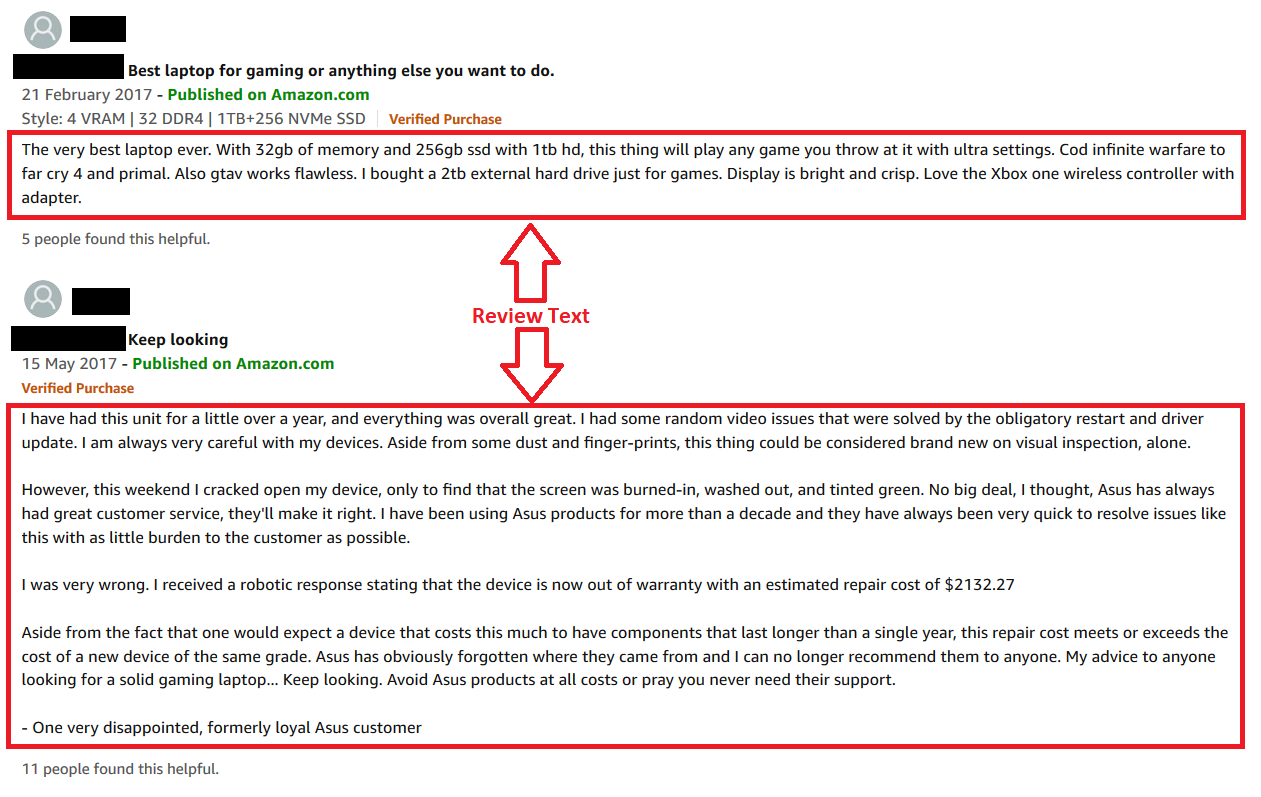 Best laptop for gaming or anything else you want to do.
21 February 2017 - Published on Amazon.com
Style: 4 VRAM | 32 DDR4 | 1TB+256 NVMe SSD | Verified Purchase
The very best laptop ever. With 32gb of memory and 256gb ssd with 1tb hd, this thing will play any game you throw at it with ultra settings. Cod infinite warfare to
far cry 4 and primal. Also gtav works flawless. I bought a 2tb external hard drive just for games. Display is bright and crisp. Love the Xbox one wireless controller with
adapter.
5 people found this helpful.
Review Text
Keep looking
15 May 2017 - Published on Amazon.com
Verified Purchase
I have had this unit for a little over a year, and everything was overall great. I had some random video issues that were solved by the obligatory restart and driver
update. I am always very careful with my devices. Aside from some dust and finger-prints, this thing could be considered brand new on visual inspection, alone.
However, this weekend I cracked open my device, only to find that the screen was burned-in, washed out, and tinted green. No big deal, I thought, Asus has always
had great customer service, they'll make it right. I have been using Asus products for more than a decade and they have always been very quick to resolve issues like
this with as little burden to the customer as possible.
I was very wrong. I received a robotic response stating that the device is now out of warranty with an estimated repair cost of $2132.27
Aside from the fact that one would expect a device that costs this much to have components that last longer than a single year, this repair cost meets or exceeds the
cost of a new device of the same grade. Asus has obviously forgotten where they came from and I can no longer recommend them to anyone. My advice to anyone
looking for a solid gaming laptop... Keep looking. Avoid Asus products at all costs or pray you never need their support.
- One very disappointed, formerly loyal Asus customer
11 people found this helpful.